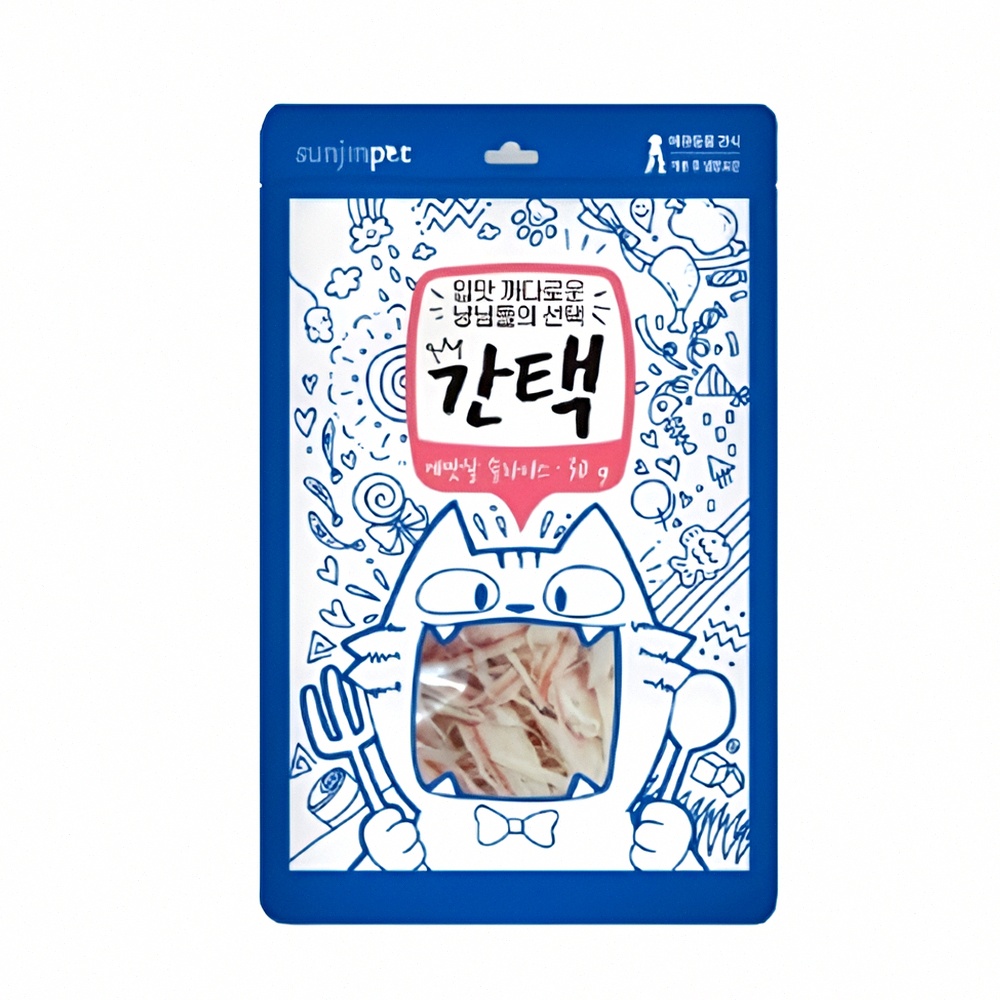 sunjinpet
애완동물 간식
입맛 까다로운
냥님들의 선택
간택
게맛살 슬라이스 · 30g